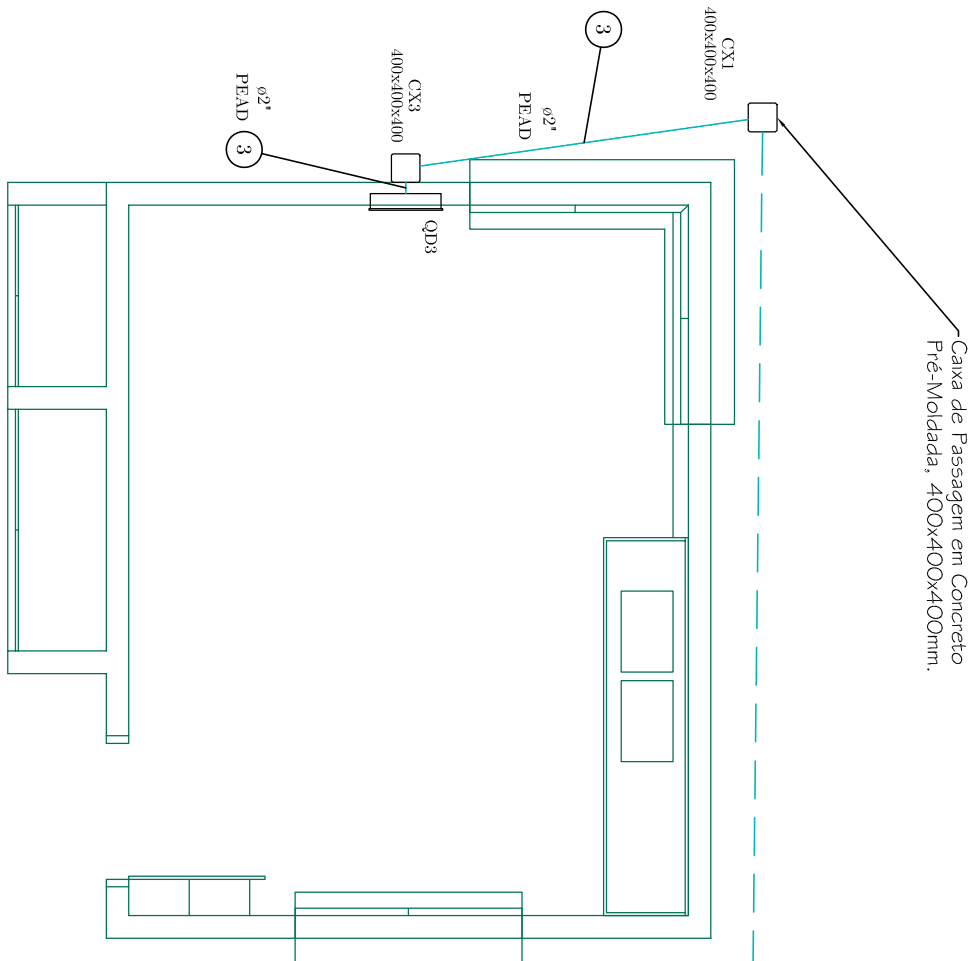 Caixa de Passagem em Concreto
Pré-Moldada, 400x400x400mm.
CX1
400x400x400
3
ø2"
PEAD
CX3
400x400x400
QD3
ø2"
PEAD
3